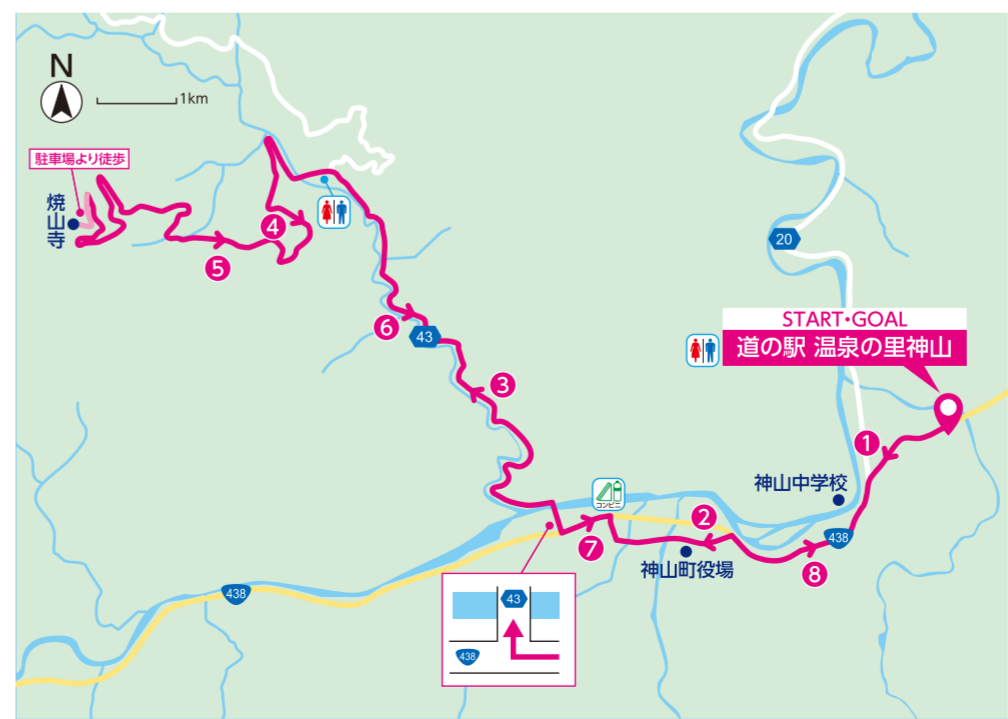 N
1km
駐車場より徒歩
焼山寺
4
5
6
43
3
20
START・GOAL
道の駅 温泉の里神山
1
神山中学校
コンビニ
2
7
神山町役場
438
8
438
43
438